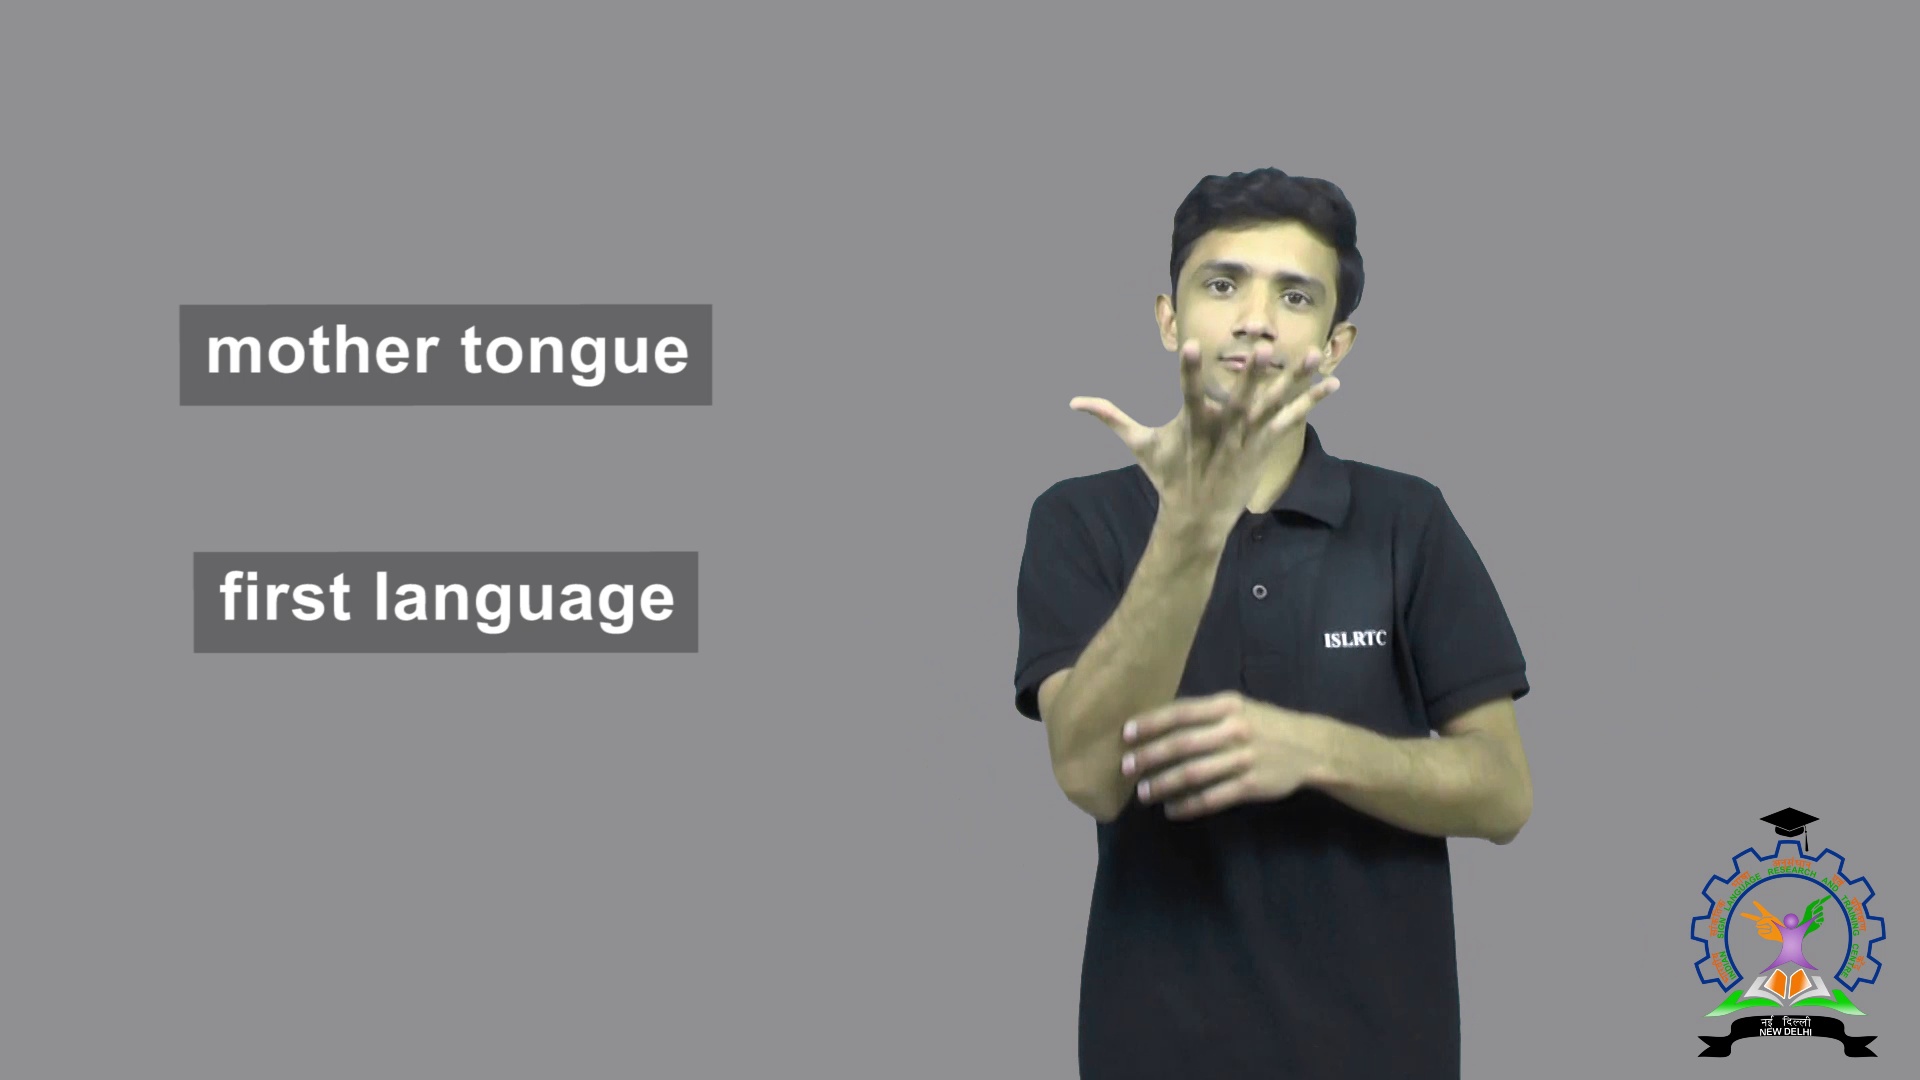 mother tongue
first language
ISLRTC
INDIAN SIGN LANGUAGE RESEARCH AND TRAINING CENTRE
नई दिल्ली
NEW DELHI